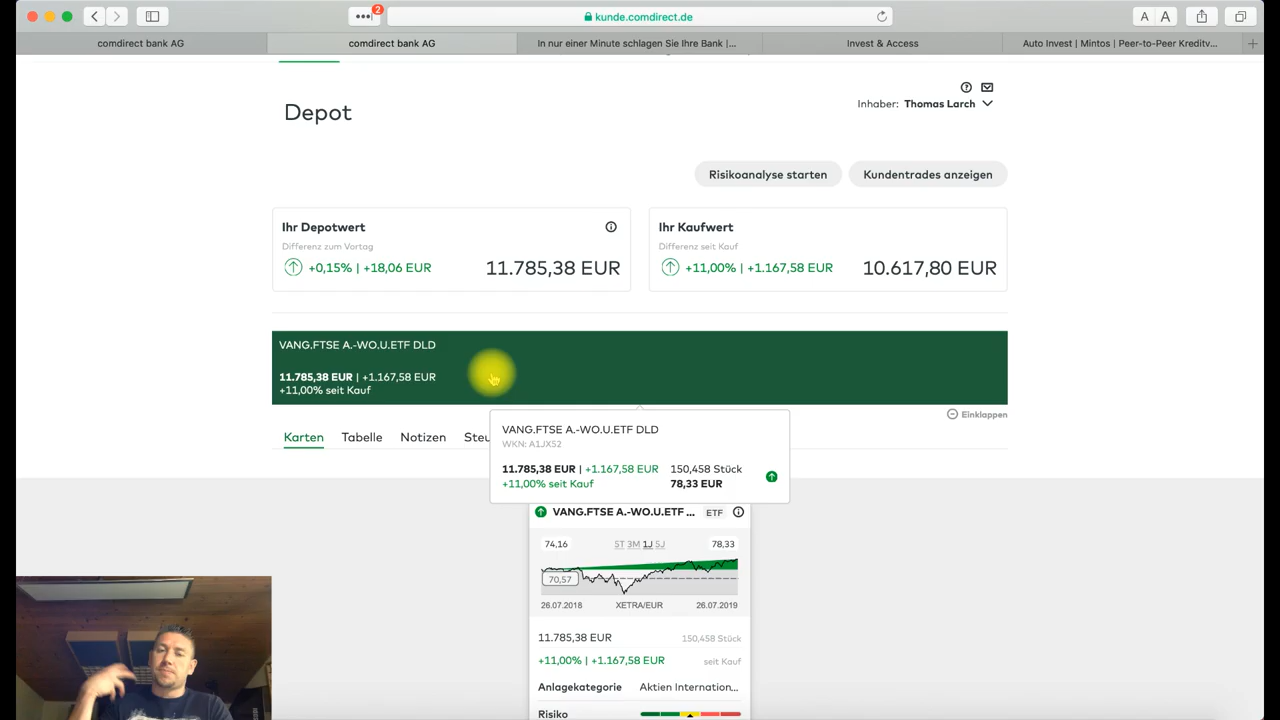 2
kunde.comdirect.de
A A
comdirect bank AG
comdirect bank AG
In nur einer Minute schlagen Sie Ihre Bank |...
Invest & Access
Auto Invest | Mintos | Peer-to-Peer Kreditv...
Depot
Inhaber: Thomas Larch
Risikoanalyse starten
Kundentrades anzeigen
Ihr Depotwert
Differenz zum Vortag
+0,15% | +18,06 EUR
11.785,38 EUR
Ihr Kaufwert
Differenz seit Kauf
+11,00% | +1.167,58 EUR
10.617,80 EUR
VANG.FTSE A.-WO.U.ETF DLD
11.785,38 EUR | +1.167,58 EUR
+11,00% seit Kauf
Einklappen
Karten Tabelle Notizen Steu
VANG.FTSE A.-WO.U.ETF DLD
WKN: A1JX52
11.785,38 EUR | +1.167,58 EUR 150,458 Stück
+11,00% seit Kauf 78,33 EUR
VANG.FTSE A.-WO.U.ETF ... ETF
74,16 5T 3M 1J 5J 78,33
70,57
26.07.2018 XETRA/EUR 26.07.2019
11.785,38 EUR 150,458 Stück
+11,00% | +1.167,58 EUR seit Kauf
Anlagekategorie Aktien Internation...
Risiko